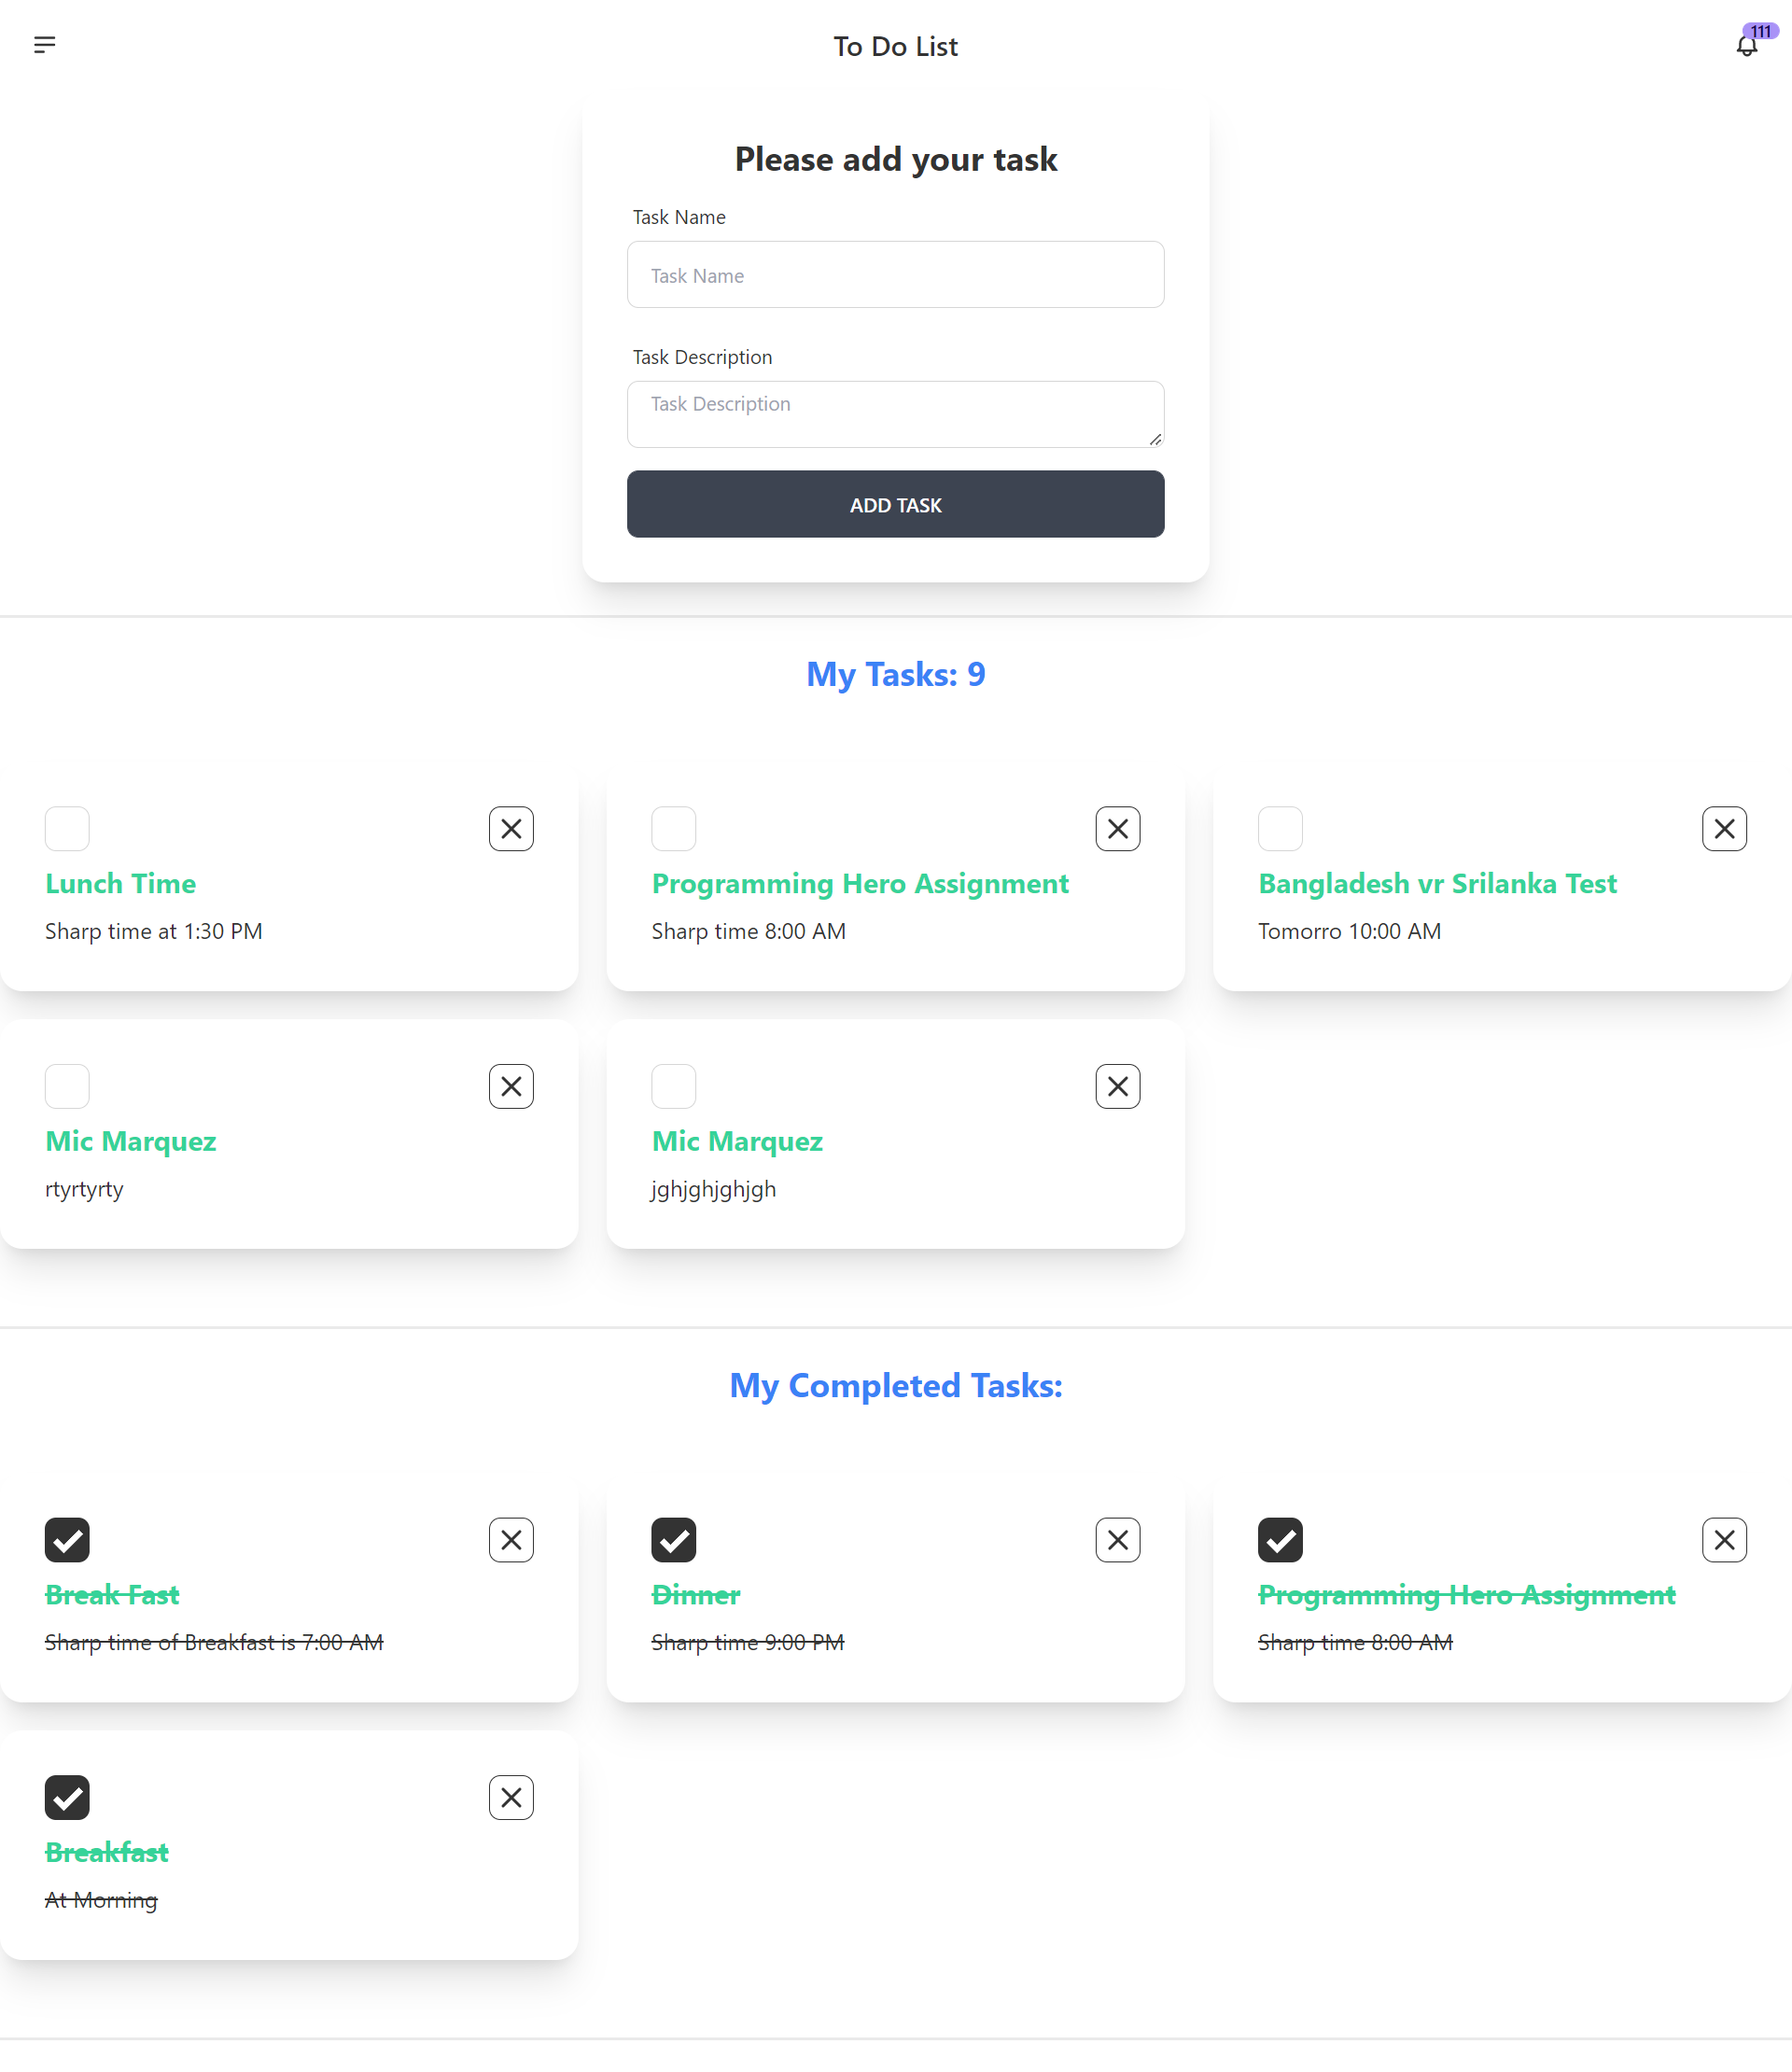 To Do List
111
Please add your task
Task Name
Task Name
Task Description
Task Description
ADD TASK
My Tasks: 9
Lunch Time
Sharp time at 1:30 PM
Programming Hero Assignment
Sharp time 8:00 AM
Bangladesh vr Srilanka Test
Tomorro 10:00 AM
Mic Marquez
rtyrtyrty
Mic Marquez
jghjghjghjgh
My Completed Tasks:
Break Fast
Sharp time of Breakfast is 7:00 AM
Dinner
Sharp time 9:00 PM
Programming Hero Assignment
Sharp time 8:00 AM
Breakfast
At Morning